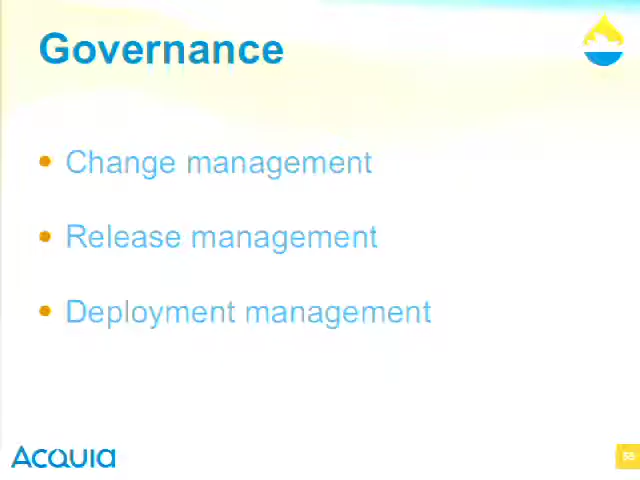 Governance
• Change management
• Release management
• Deployment management
Acquia